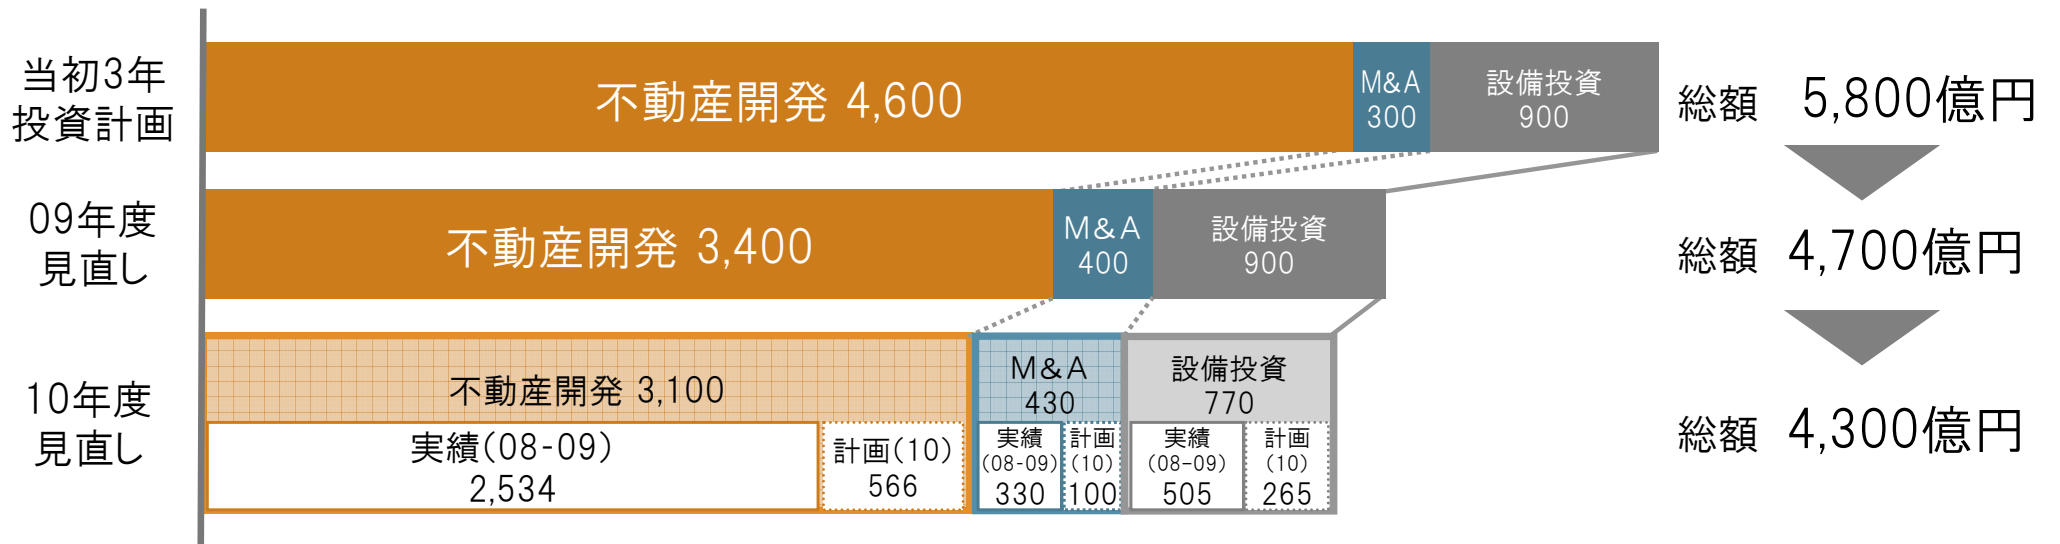 当初3年
投資計画
不動産開発 4,600
M&A
300
設備投資
900
総額 5,800億円
09年度
見直し
不動産開発 3,400
M&A
400
設備投資
900
総額 4,700億円
10年度
見直し
不動産開発 3,100
実績(08-09)
2,534
計画(10)
566
M&A
430
実績
(08-09)
330
計画
(10)
100
設備投資
770
実績
(08-09)
505
計画
(10)
265
総額 4,300億円